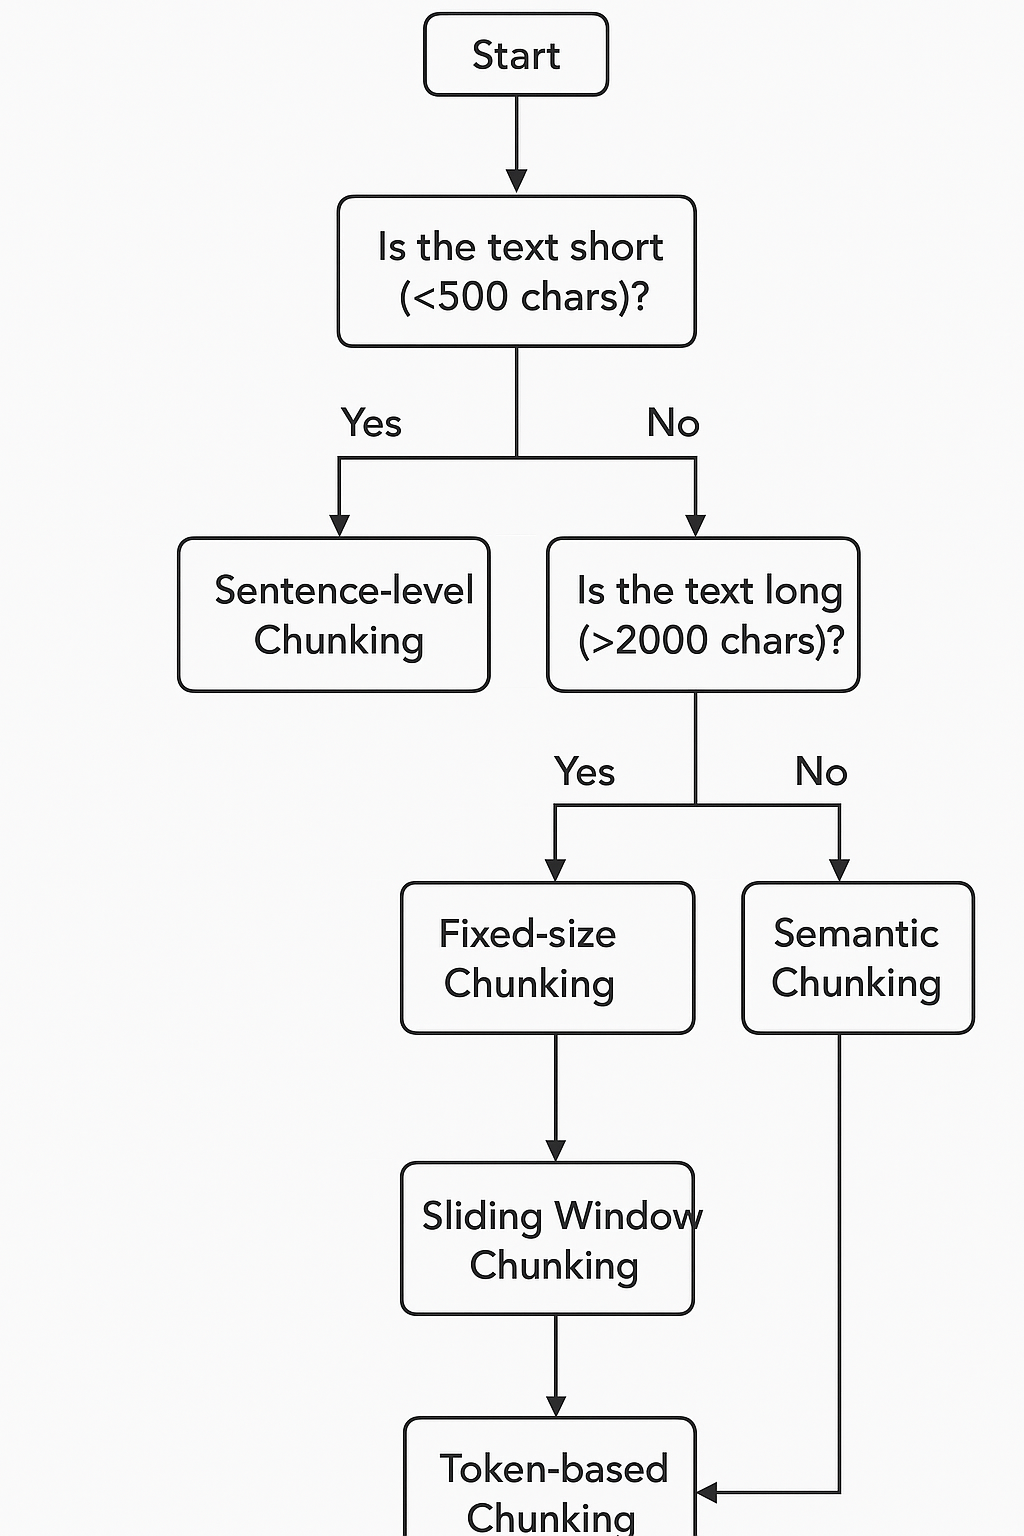 Start
Is the text short
(<500 chars)?
Yes
No
Sentence-level
Chunking
Is the text long
(>2000 chars)?
Yes
No
Fixed-size
Chunking
Semantic
Chunking
Sliding Window
Chunking
Token-based
Chunking